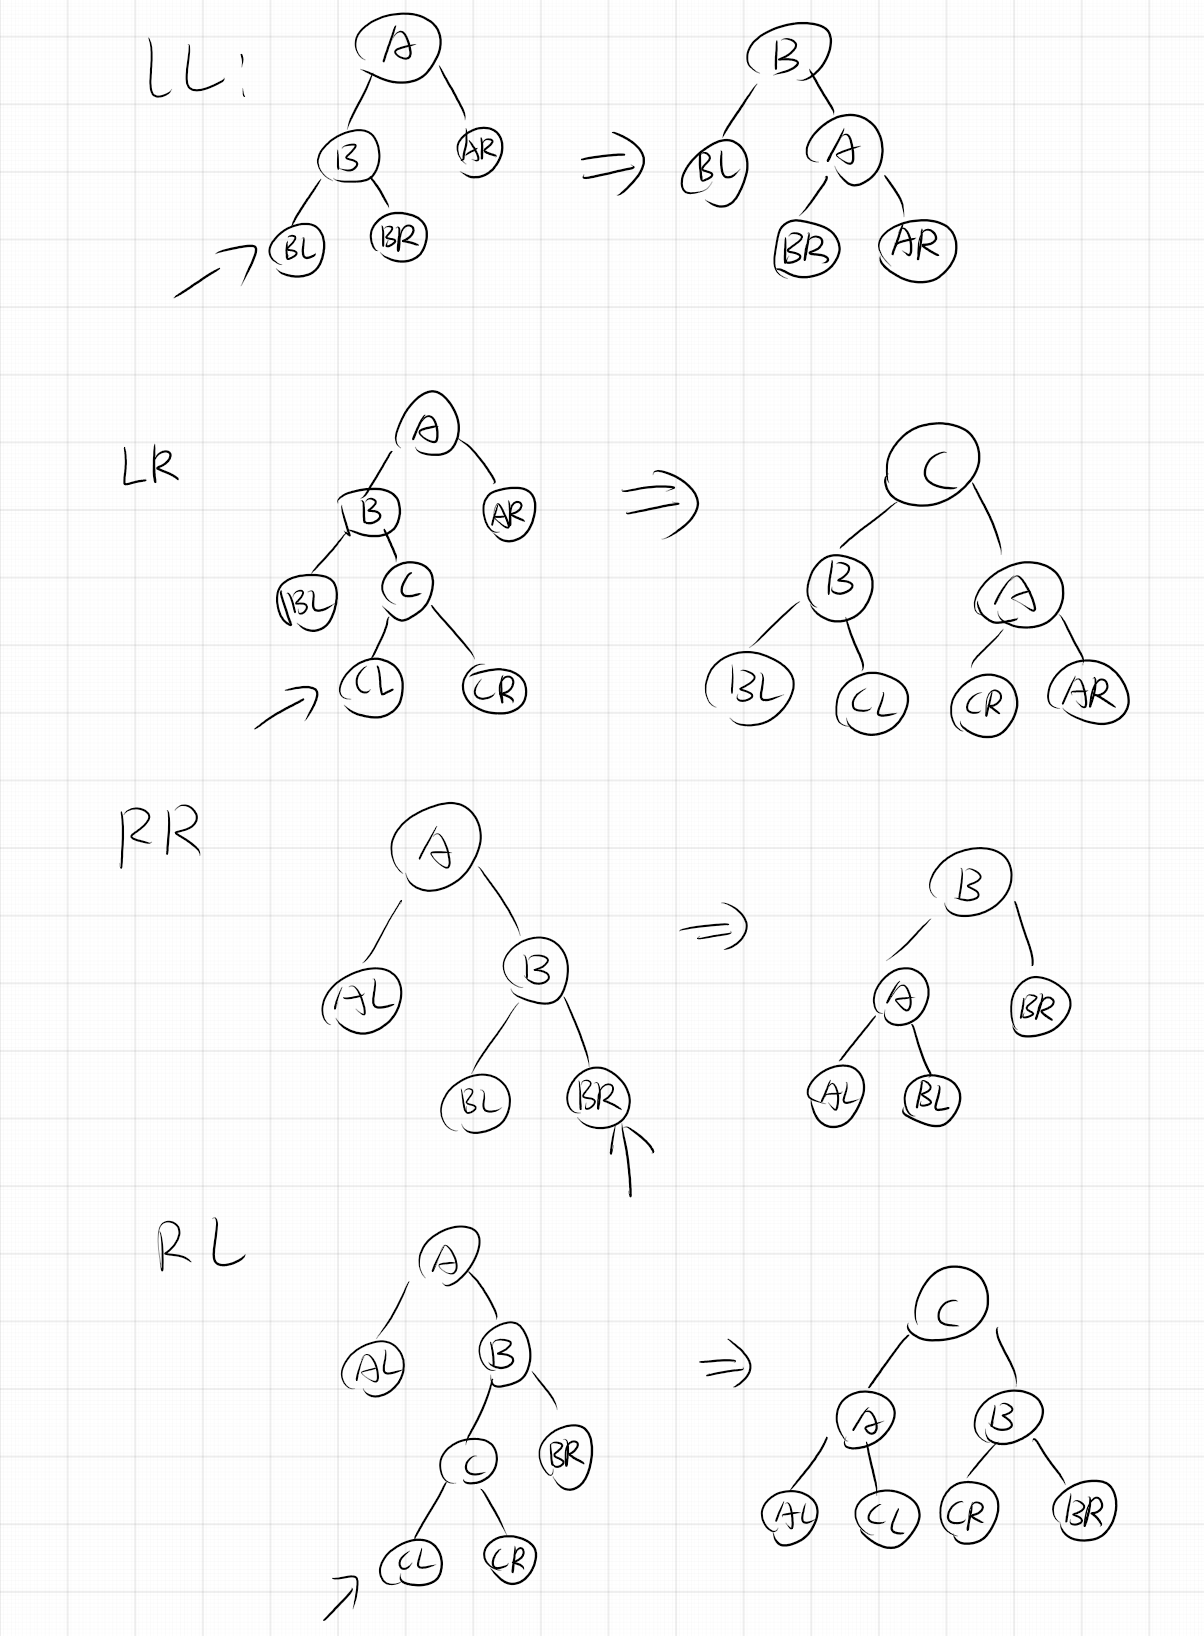 LL:
A B
B AR ⇒ BL A
BL BR BR AR
LR
A C
B AR ⇒ B A
BL C BL CL CR AR
CL CR
RR
A B
AL B ⇒ A BR
BL BR AL BL
RL
A C
AL B ⇒ A B
C BR AL CL CR BR
CL CR